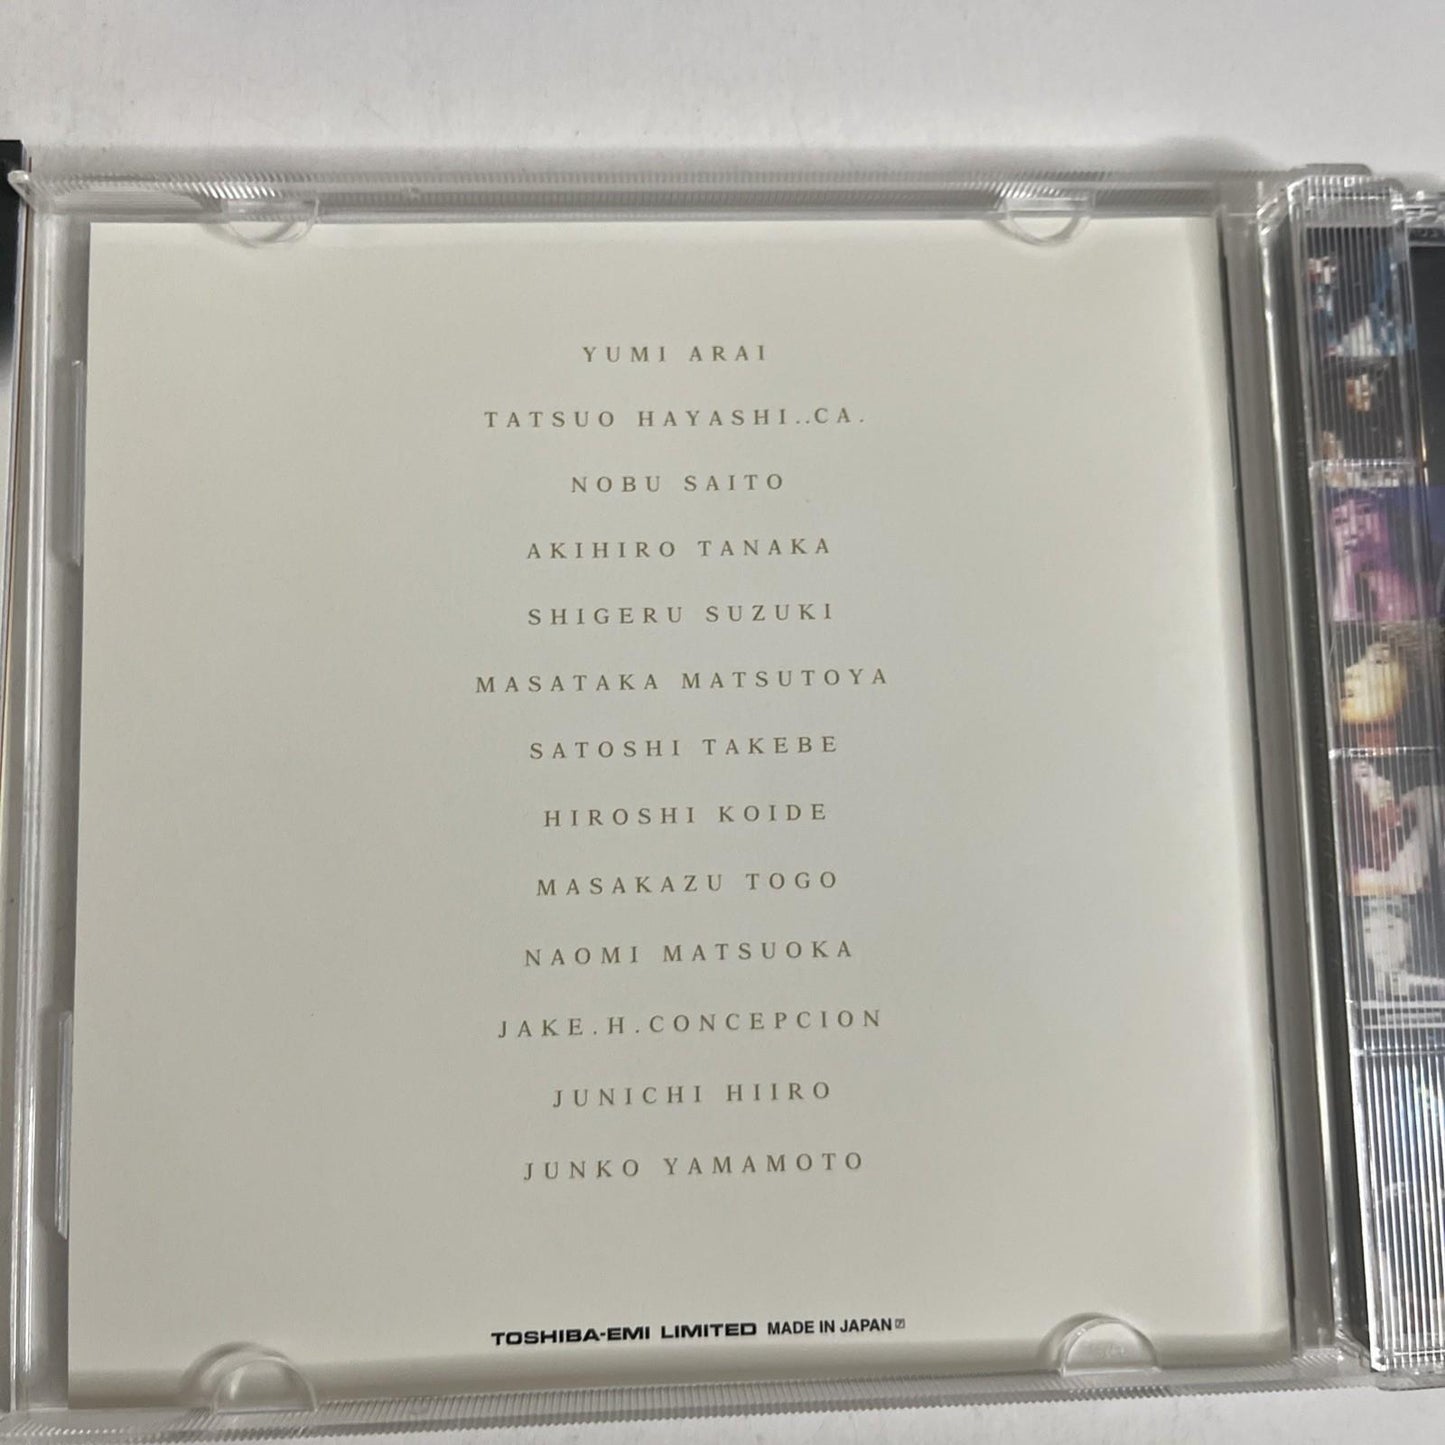 YUMI ARAI
TATSUO HAYASHI..CA.
NOBU SAITO
AKIHIRO TANAKA
SHIGERU SUZUKI
MASATAKA MATSUTOYA
SATOSHI TAKEBE
HIROSHI KOIDE
MASAKAZU TOGO
NAOMI MATSUOKA
JAKE.H.CONCEPCION
JUNICHI HIIRO
JUNKO YAMAMOTO
TOSHIBA-EMI LIMITED MADE IN JAPAN